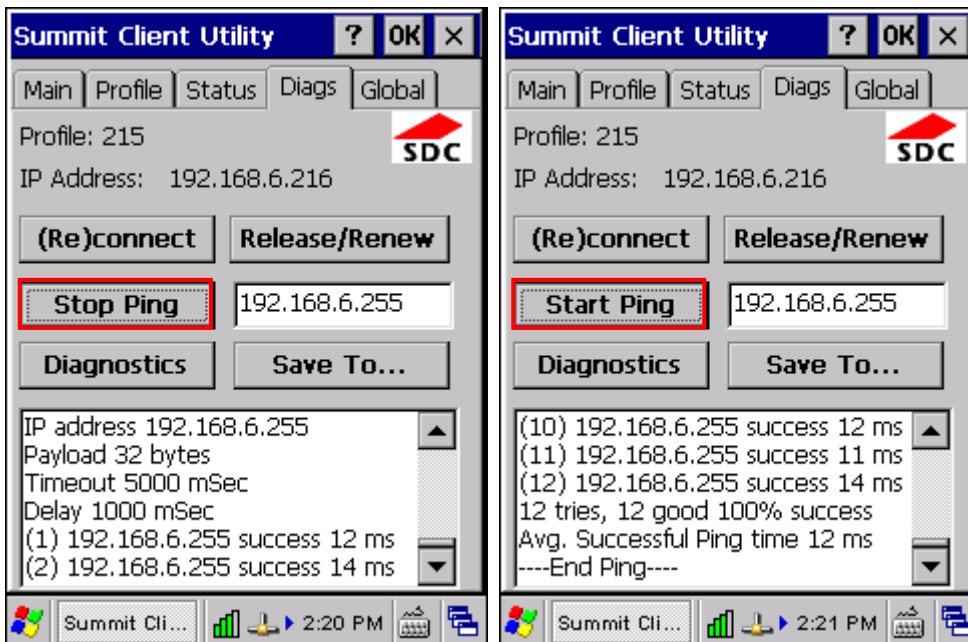 Summit Client Utility ? OK ×
Main Profile Status Diags Global
Profile: 215
SDC
IP Address: 192.168.6.216
(Re)connect Release/Renew
Stop Ping 192.168.6.255
Diagnostics Save To...
IP address 192.168.6.255
Payload 32 bytes
Timeout 5000 mSec
Delay 1000 mSec
(1) 192.168.6.255 success 12 ms
(2) 192.168.6.255 success 14 ms
Summit Cli... 2:20 PM
Summit Client Utility ? OK ×
Main Profile Status Diags Global
Profile: 215
SDC
IP Address: 192.168.6.216
(Re)connect Release/Renew
Start Ping 192.168.6.255
Diagnostics Save To...
(10) 192.168.6.255 success 12 ms
(11) 192.168.6.255 success 11 ms
(12) 192.168.6.255 success 14 ms
12 tries, 12 good 100% success
Avg. Successful Ping time 12 ms
----End Ping----
Summit Cli... 2:21 PM